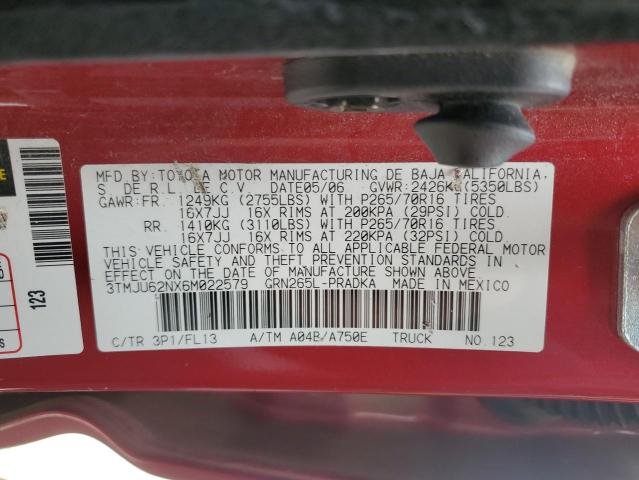 MFD.BY:TOYOTA MOTOR MANUFACTURING DE BAJA CALIFORNIA,
S. DE R.L. DE C.V. DATE05/06 GVWR:2426KG(5350LBS)
GAWR:FR. 1249KG (2755LBS) WITH P265/70R16 TIRES
16X7JJ 16X RIMS AT 200KPA (29PSI) COLD.
RR. 1410KG (3110LBS) WITH P265/70R16 TIRES
16X7JJ 16X RIMS AT 220KPA (32PSI) COLD.
THIS VEHICLE CONFORMS TO ALL APPLICABLE FEDERAL MOTOR
VEHICLE SAFETY AND THEFT PREVENTION STANDARDS IN
EFFECT ON THE DATE OF MANUFACTURE SHOWN ABOVE.
3TMJU62NX6M022579 GRN265L-PRADKA MADE IN MEXICO
C/TR 3P1/FL13 A/TM A04B/A750E TRUCK NO.123
123